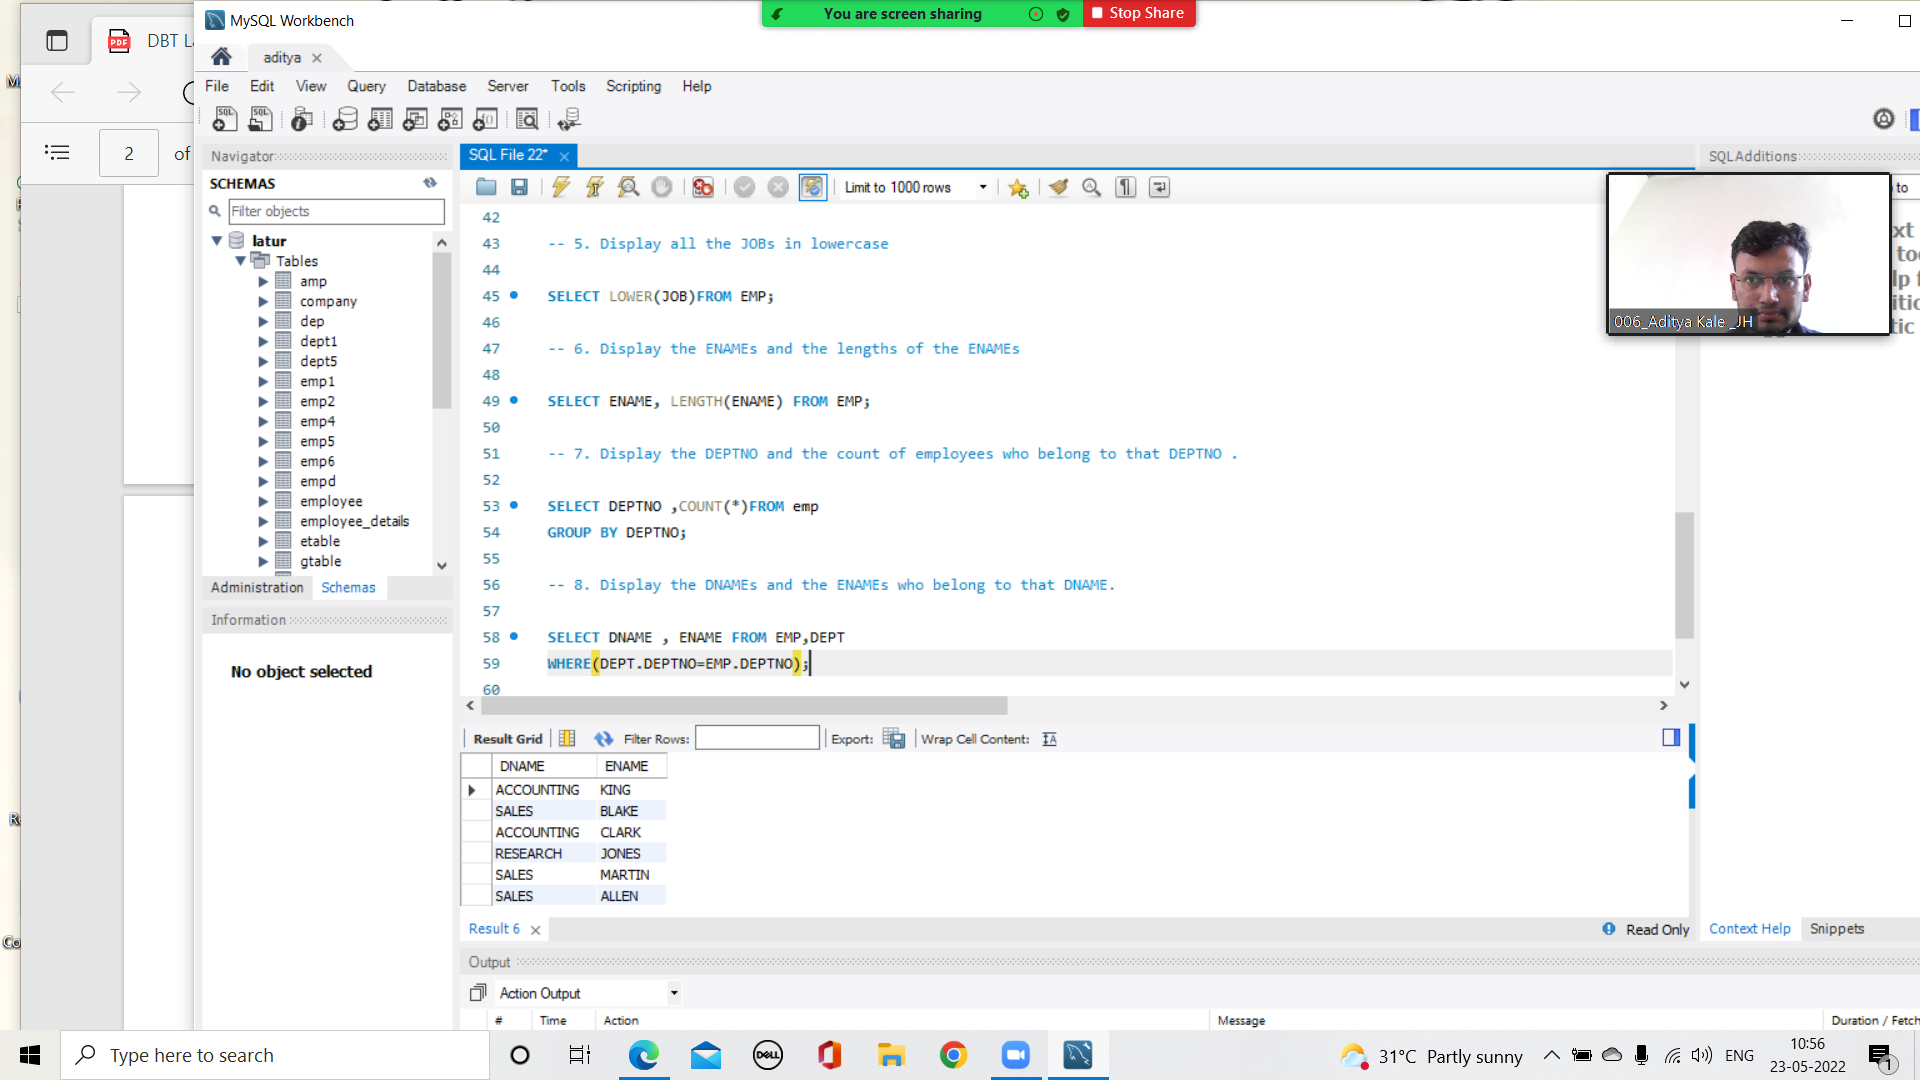 MySQL Workbench
You are screen sharing
Stop Share
PDF
DBT
aditya
File Edit View Query Database Server Tools Scripting Help
2 of
Navigator
SCHEMAS
Filter objects
latur
Tables
amp
company
dep
dept1
dept5
emp1
emp2
emp4
emp5
emp6
empd
employee
employee_details
etable
gtable
Administration Schemas
Information
No object selected
SQL File 22*
Limit to 1000 rows
42
43 -- 5. Display all the JOBs in lowercase
44
45 SELECT LOWER(JOB)FROM EMP;
46
47 -- 6. Display the ENAMEs and the lengths of the ENAMEs
48
49 SELECT ENAME, LENGTH(ENAME) FROM EMP;
50
51 -- 7. Display the DEPTNO and the count of employees who belong to that DEPTNO .
52
53 SELECT DEPTNO ,COUNT(*)FROM emp
54 GROUP BY DEPTNO;
55
56 -- 8. Display the DNAMEs and the ENAMEs who belong to that DNAME.
57
58 SELECT DNAME , ENAME FROM EMP,DEPT
59 WHERE(DEPT.DEPTNO=EMP.DEPTNO);
60
Result Grid Filter Rows: Export: Wrap Cell Content:
DNAME ENAME
ACCOUNTING KING
SALES BLAKE
ACCOUNTING CLARK
RESEARCH JONES
SALES MARTIN
SALES ALLEN
Result 6
Read Only
Output
Action Output
# Time Action Message Duration / Fetch
SQLAdditions
to
006_Aditya Kale _JH
Context Help Snippets
Type here to search
DELL
31°C Partly sunny
ENG
10:56
23-05-2022
1